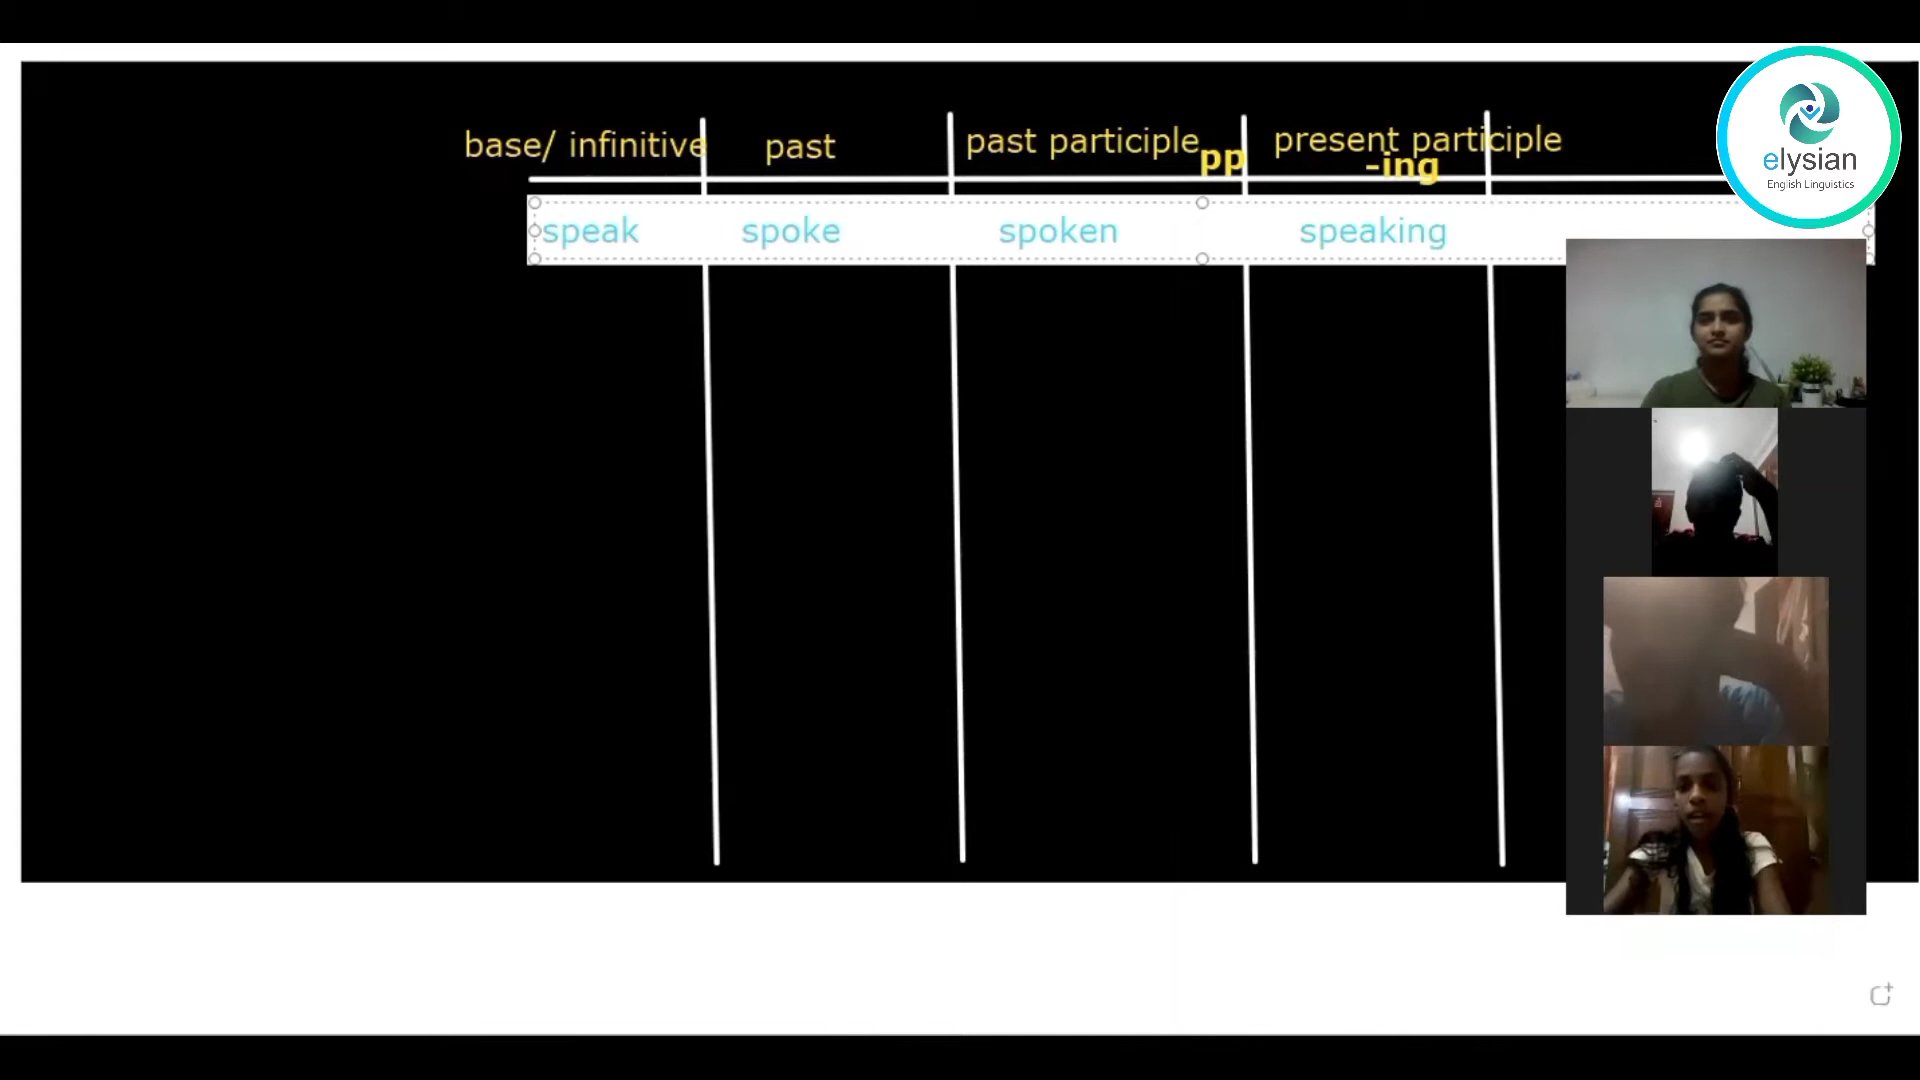 base/ infinitive past past participle pp present participle
-ing
speak spoke spoken speaking
elysian
English Linguistics